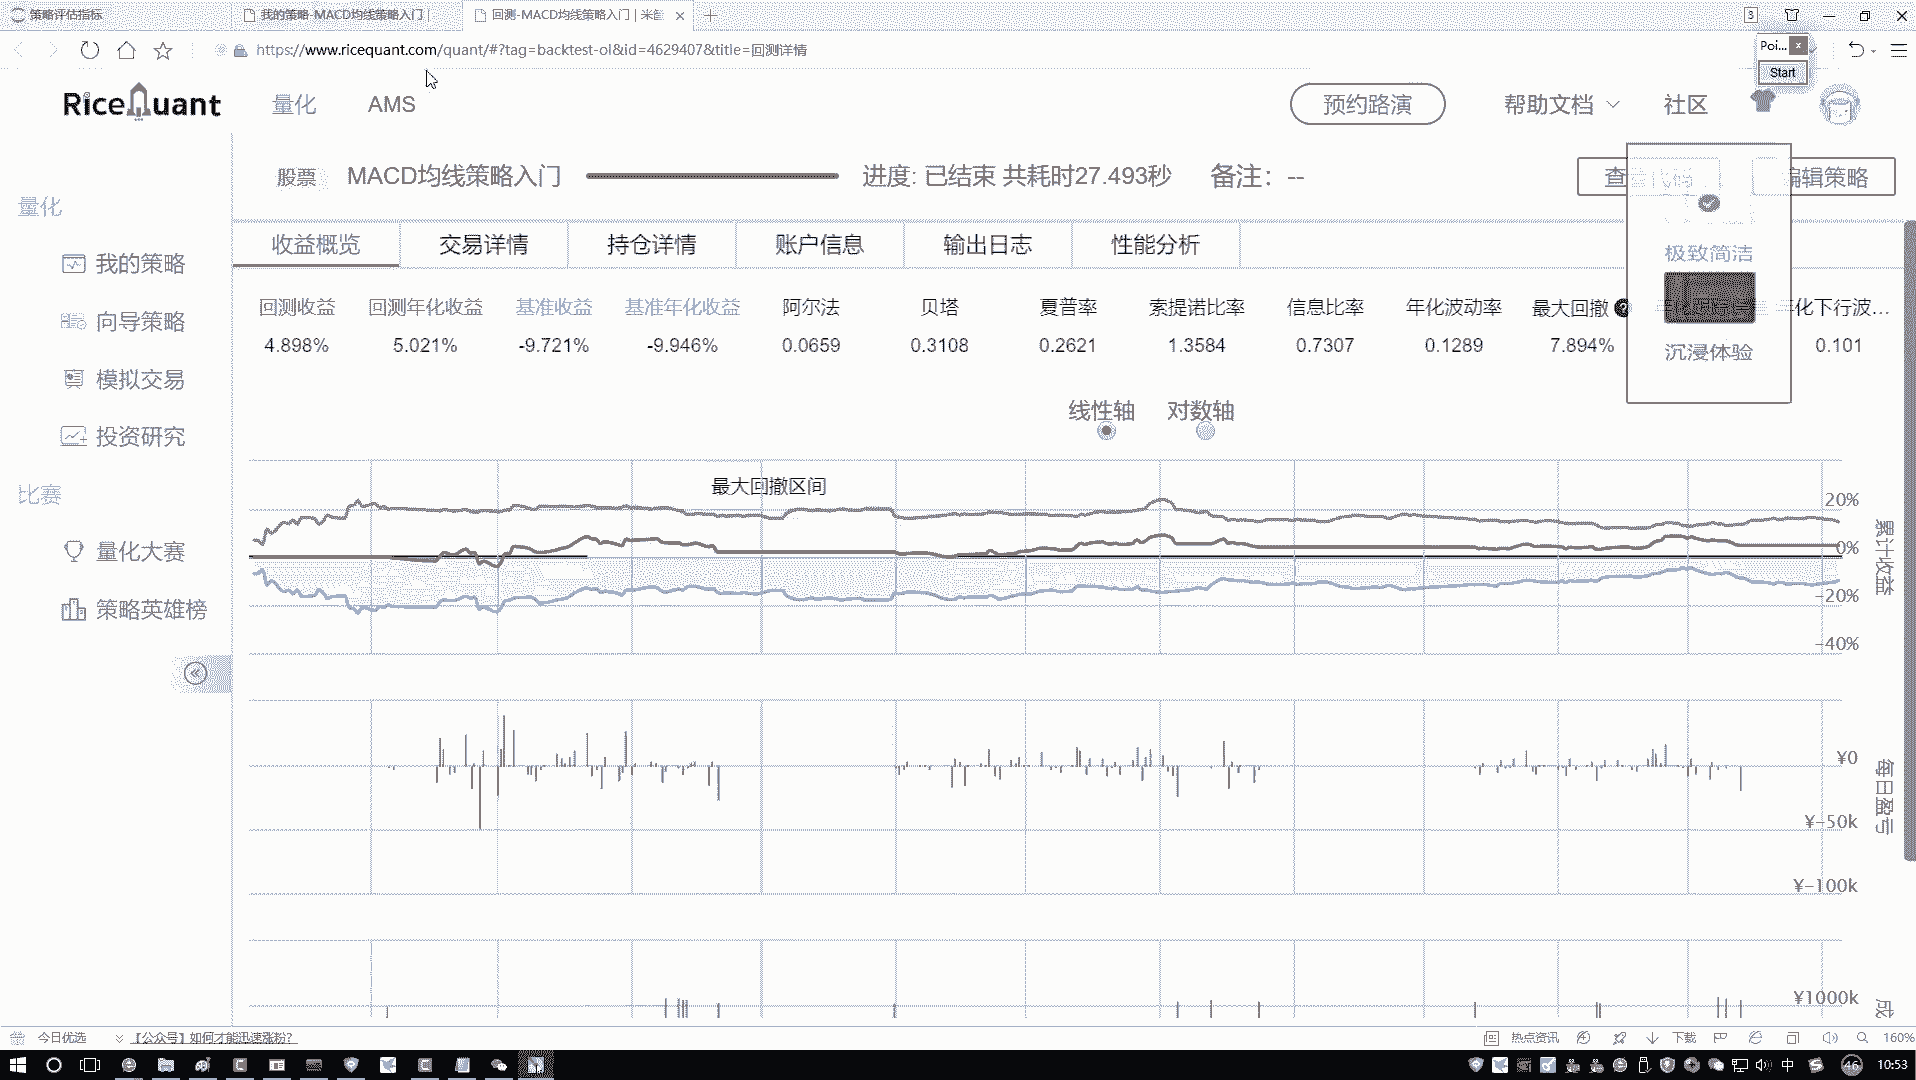 策略评估指标
我的策略-MACD均线策略入门 |
回测-MACD均线策略入门 | 米筐
3
https://www.ricequant.com/quant/#?tag=backtest-ol&id=4629407&title=回测详情
Poi...
Start
RiceQuant
量化
AMS
预约路演
帮助文档
社区
股票
MACD均线策略入门
进度: 已结束 共耗时27.493秒
备注: --
编辑策略
极致简洁
沉浸体验
量化
我的策略
向导策略
模拟交易
投资研究
比赛
量化大赛
策略英雄榜
收益概览
交易详情
持仓详情
账户信息
输出日志
性能分析
回测收益 回测年化收益 基准收益 基准年化收益 阿尔法 贝塔 夏普率 索提诺比率 信息比率 年化波动率 最大回撤 年化下行波...
4.898% 5.021% -9.721% -9.946% 0.0659 0.3108 0.2621 1.3584 0.7307 0.1289 7.894% 0.101
线性轴 对数轴
最大回撤区间
20%
0%
-20%
-40%
累计收益
¥0
¥-50k
¥-100k
每日盈亏
¥1000k
成
今日优选
【公众号】如何才能迅速涨粉?
热点资讯
下载
160%
中
46
10:53